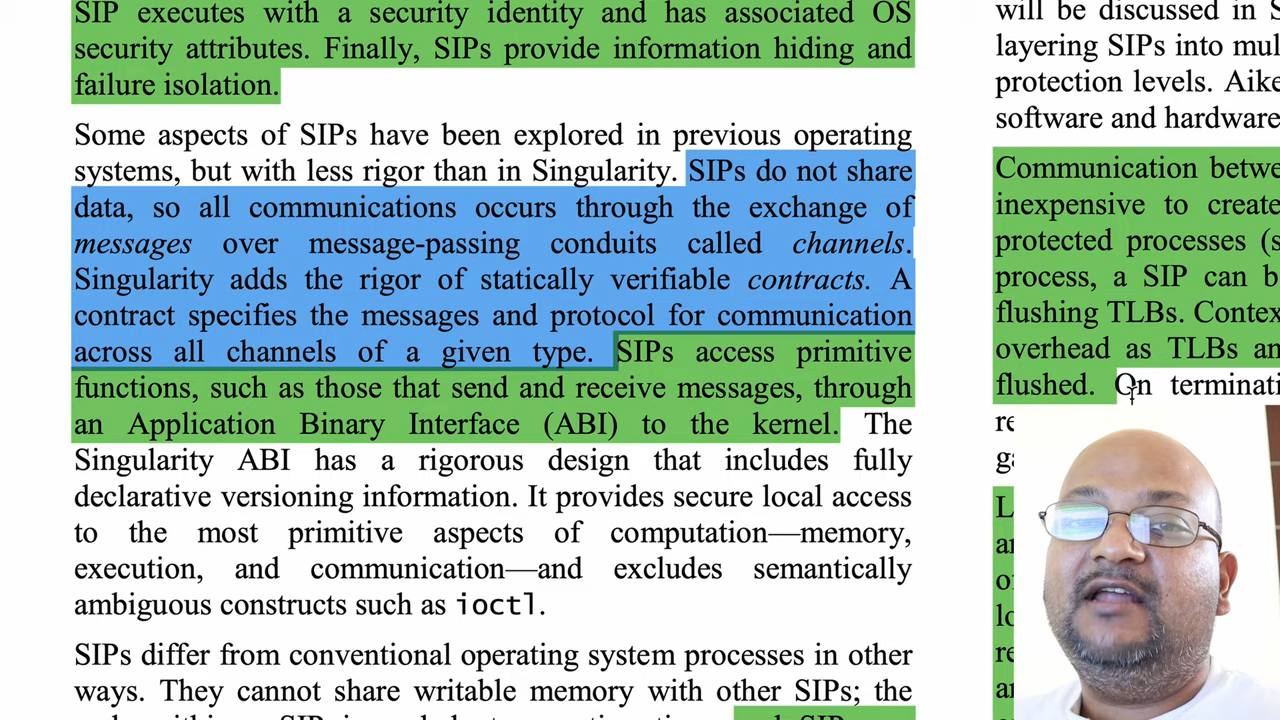 SIP executes with a security identity and has associated OS
security attributes. Finally, SIPs provide information hiding and
failure isolation.
Some aspects of SIPs have been explored in previous operating
systems, but with less rigor than in Singularity. SIPs do not share
data, so all communications occurs through the exchange of
messages over message-passing conduits called channels.
Singularity adds the rigor of statically verifiable contracts. A
contract specifies the messages and protocol for communication
across all channels of a given type. SIPs access primitive
functions, such as those that send and receive messages, through
an Application Binary Interface (ABI) to the kernel. The
Singularity ABI has a rigorous design that includes fully
declarative versioning information. It provides secure local access
to the most primitive aspects of computation—memory,
execution, and communication—and excludes semantically
ambiguous constructs such as ioctl.
SIPs differ from conventional operating system processes in other
ways. They cannot share writable memory with other SIPs; the
will be discussed in
layering SIPs into
protection levels.
software and hardware
Communication
inexpensive to create
protected processes
process, a SIP can
flushing TLBs.
overhead as TLBs
flushed. On